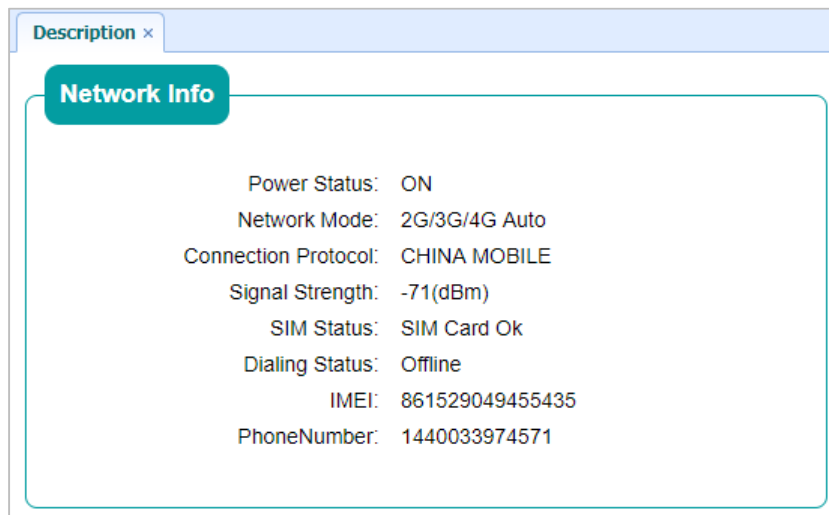 Description ×
Network Info
Power Status: ON
Network Mode: 2G/3G/4G Auto
Connection Protocol: CHINA MOBILE
Signal Strength: -71(dBm)
SIM Status: SIM Card Ok
Dialing Status: Offline
IMEI: 861529049455435
PhoneNumber: 1440033974571